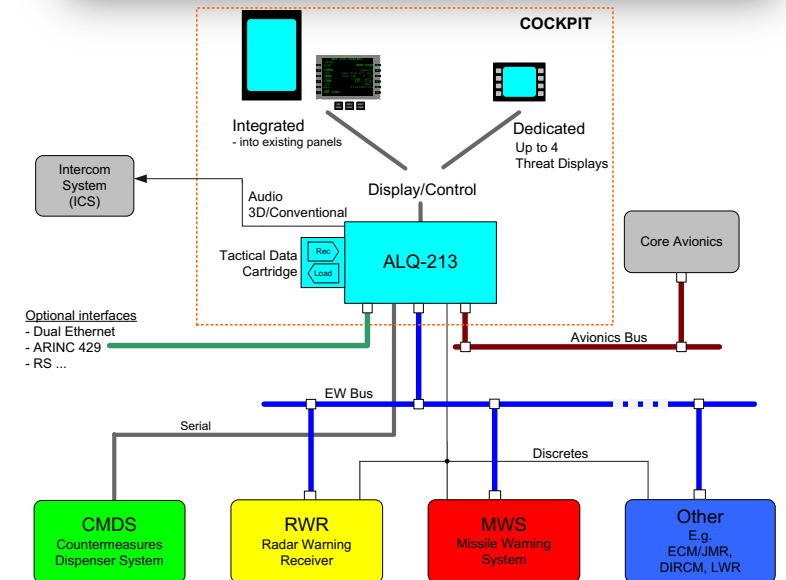 COCKPIT
Integrated
- into existing panels
Dedicated
Up to 4
Threat Displays
Intercom
System
(ICS)
Audio
3D/Conventional
Display/Control
Tactical Data
Cartridge
Rec
Load
ALQ-213
Core Avionics
Optional interfaces
- Dual Ethernet
- ARINC 429
- RS ...
Avionics Bus
EW Bus
Serial
Discretes
CMDS
Countermeasures
Dispenser System
RWR
Radar Warning
Receiver
MWS
Missile Warning
System
Other
E.g.
ECM/JMR,
DIRCM, LWR